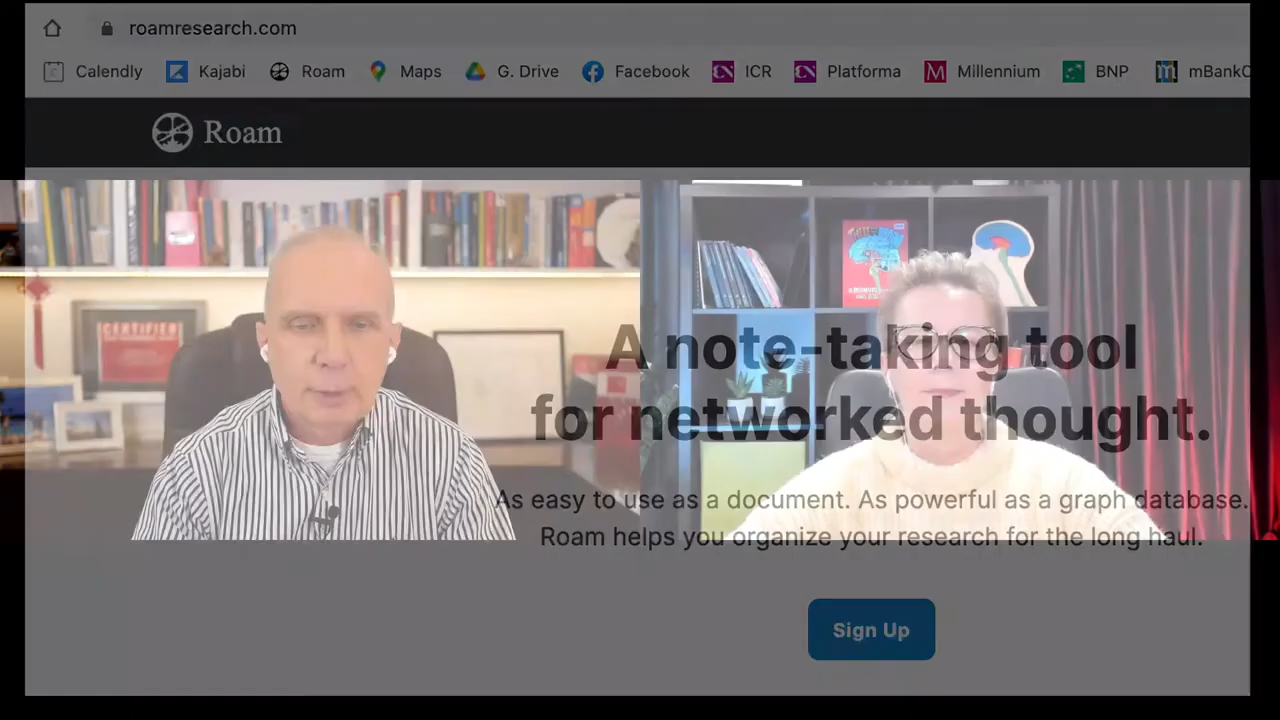 roamresearch.com
Calendly Kajabi Roam Maps G. Drive Facebook ICR Platforma Millennium BNP mBankC
Roam
CERTIFIED
A note-taking tool
for networked thought.
As easy to use as a document. As powerful as a graph database.
Roam helps you organize your research for the long haul.
Sign Up